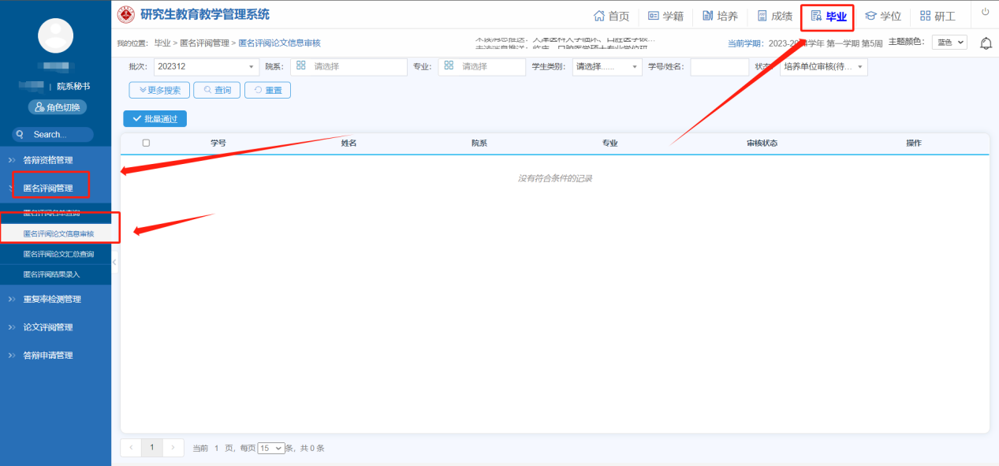 研究生教育教学管理系统
首页 学籍 培养 成绩 毕业 学位 研工
我的位置: 毕业 > 匿名评阅管理 > 匿名评阅论文信息审核
当前学期: 2023-20 学年 第一学期 第5周 主题颜色: 蓝色
| 院系秘书
角色切换
Search...
答辩资格管理
匿名评阅管理
匿名评阅名单查询
匿名评阅论文信息审核
匿名评阅论文汇总查询
匿名评阅结果录入
重复率检测管理
论文评阅管理
答辩申请管理
批次: 202312 院系: 请选择 专业: 请选择 学生类别: 请选择...... 学号/姓名: 状态 培养单位审核(待...
更多搜索 查询 重置
批量通过
学号 姓名 院系 专业 审核状态 操作
没有符合条件的记录
1 当前 1 页, 每页 15 条, 共 0 条